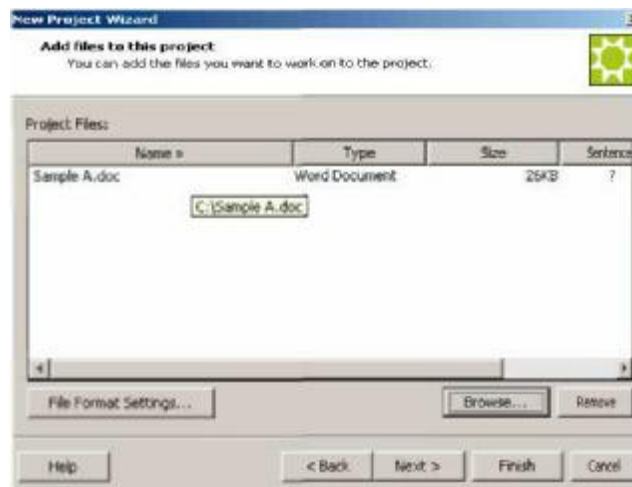 New Project Wizard
Add files to this project
You can add the files you want to work on to the project.
Project Files:
Name Type Size Sentence
Sample A.doc Word Document 26KB ?
C:\Sample A.doc
File Format Settings... Browse... Remove
Help < Back Next > Finish Cancel